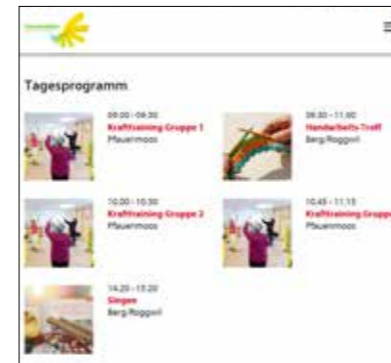 Tagesprogramm
09.00 - 09.30
Krafttraining Gruppe 1
Pfauenmoos
09.30 - 11.00
Handarbeits-Treff
Berg/Roggwil
10.00 - 10.30
Krafttraining Gruppe 2
Pfauenmoos
10.45 - 11.15
Krafttraining Gruppe
Pfauenmoos
14.20 - 15.20
Singen
Berg/Roggwil